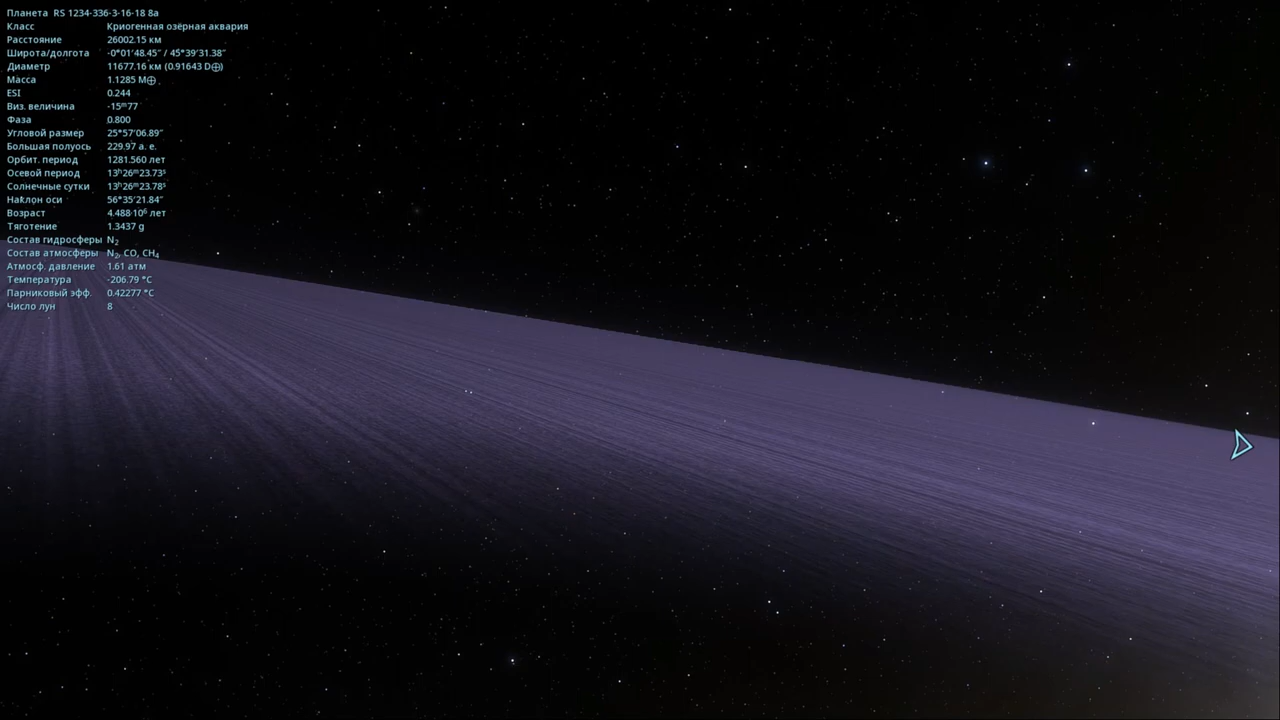 Планета RS 1234-336-3-16-18 8a
Класс Криогенная озёрная аквария
Расстояние 26002.15 км
Широта/долгота -0°01′48.45″ / 45°39′31.38″
Диаметр 11677.16 км (0.91643 D⊕)
Масса 1.1285 M⊕
ESI 0.244
Виз. величина -15ᵐ77
Фаза 0.800
Угловой размер 25°57′06.89″
Большая полуось 229.97 а. е.
Орбит. период 1281.560 лет
Осевой период 13ʰ26ᵐ23.73ˢ
Солнечные сутки 13ʰ26ᵐ23.78ˢ
Наклон оси 56°35′21.84″
Возраст 4.488·10⁶ лет
Тяготение 1.3437 g
Состав гидросферы N₂
Состав атмосферы N₂, CO, CH₄
Атмосф. давление 1.61 атм
Температура -206.79 °C
Парниковый эфф. 0.42277 °C
Число лун 8